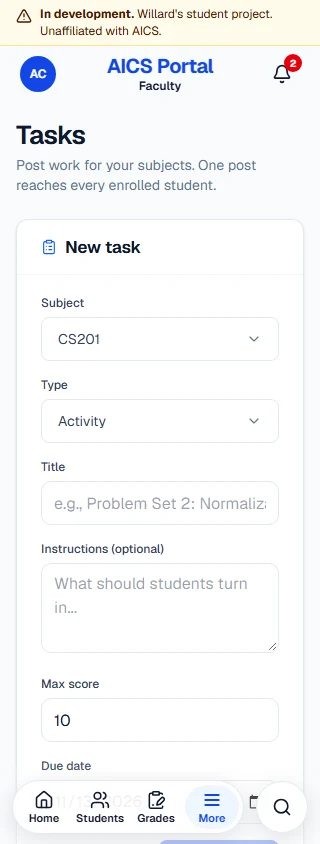 In development. Willard's student project.
Unaffiliated with AICS.
AC
AICS Portal
2
Faculty
Tasks
Post work for your subjects. One post
reaches every enrolled student.
New task
Subject
CS201
Type
Activity
Title
e.g., Problem Set 2: Normaliz
Instructions (optional)
What should students turn
in...
Max score
10
Due date
Home
Students
Grades
More